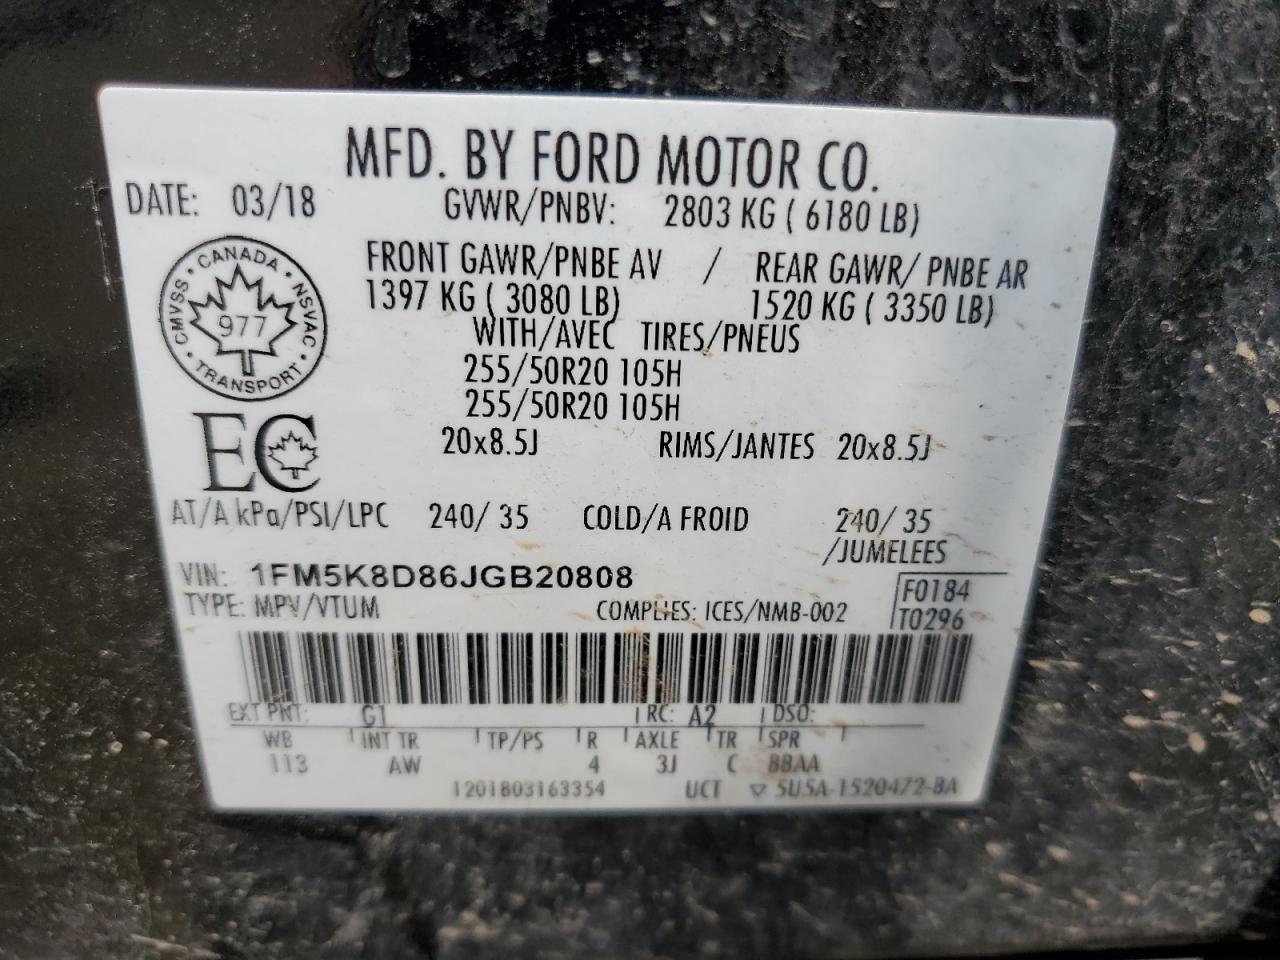 MFD. BY FORD MOTOR CO.
DATE: 03/18 GVWR/PNBV: 2803 KG ( 6180 LB)
FRONT GAWR/PNBE AV / REAR GAWR/ PNBE AR
1397 KG ( 3080 LB) 1520 KG ( 3350 LB)
WITH/AVEC TIRES/PNEUS
255/50R20 105H
255/50R20 105H
20x8.5J RIMS/JANTES 20x8.5J
CANADA
CMVSS NSVAC
977
TRANSPORT
EC
AT/A kPa/PSI/LPC 240/ 35 COLD/A FROID 240/ 35
/JUMELEES
VIN: 1FM5K8D86JGB20808
TYPE: MPV/VTUM COMPLIES: ICES/NMB-002
F0184
T0296
EXT PNT: G1 RC: A2 DSO:
WB INT TR TP/PS R AXLE TR SPR
113 AW 4 3J C BBAA
1201803163354 UCT ▽ 5U5A-1520472-BA